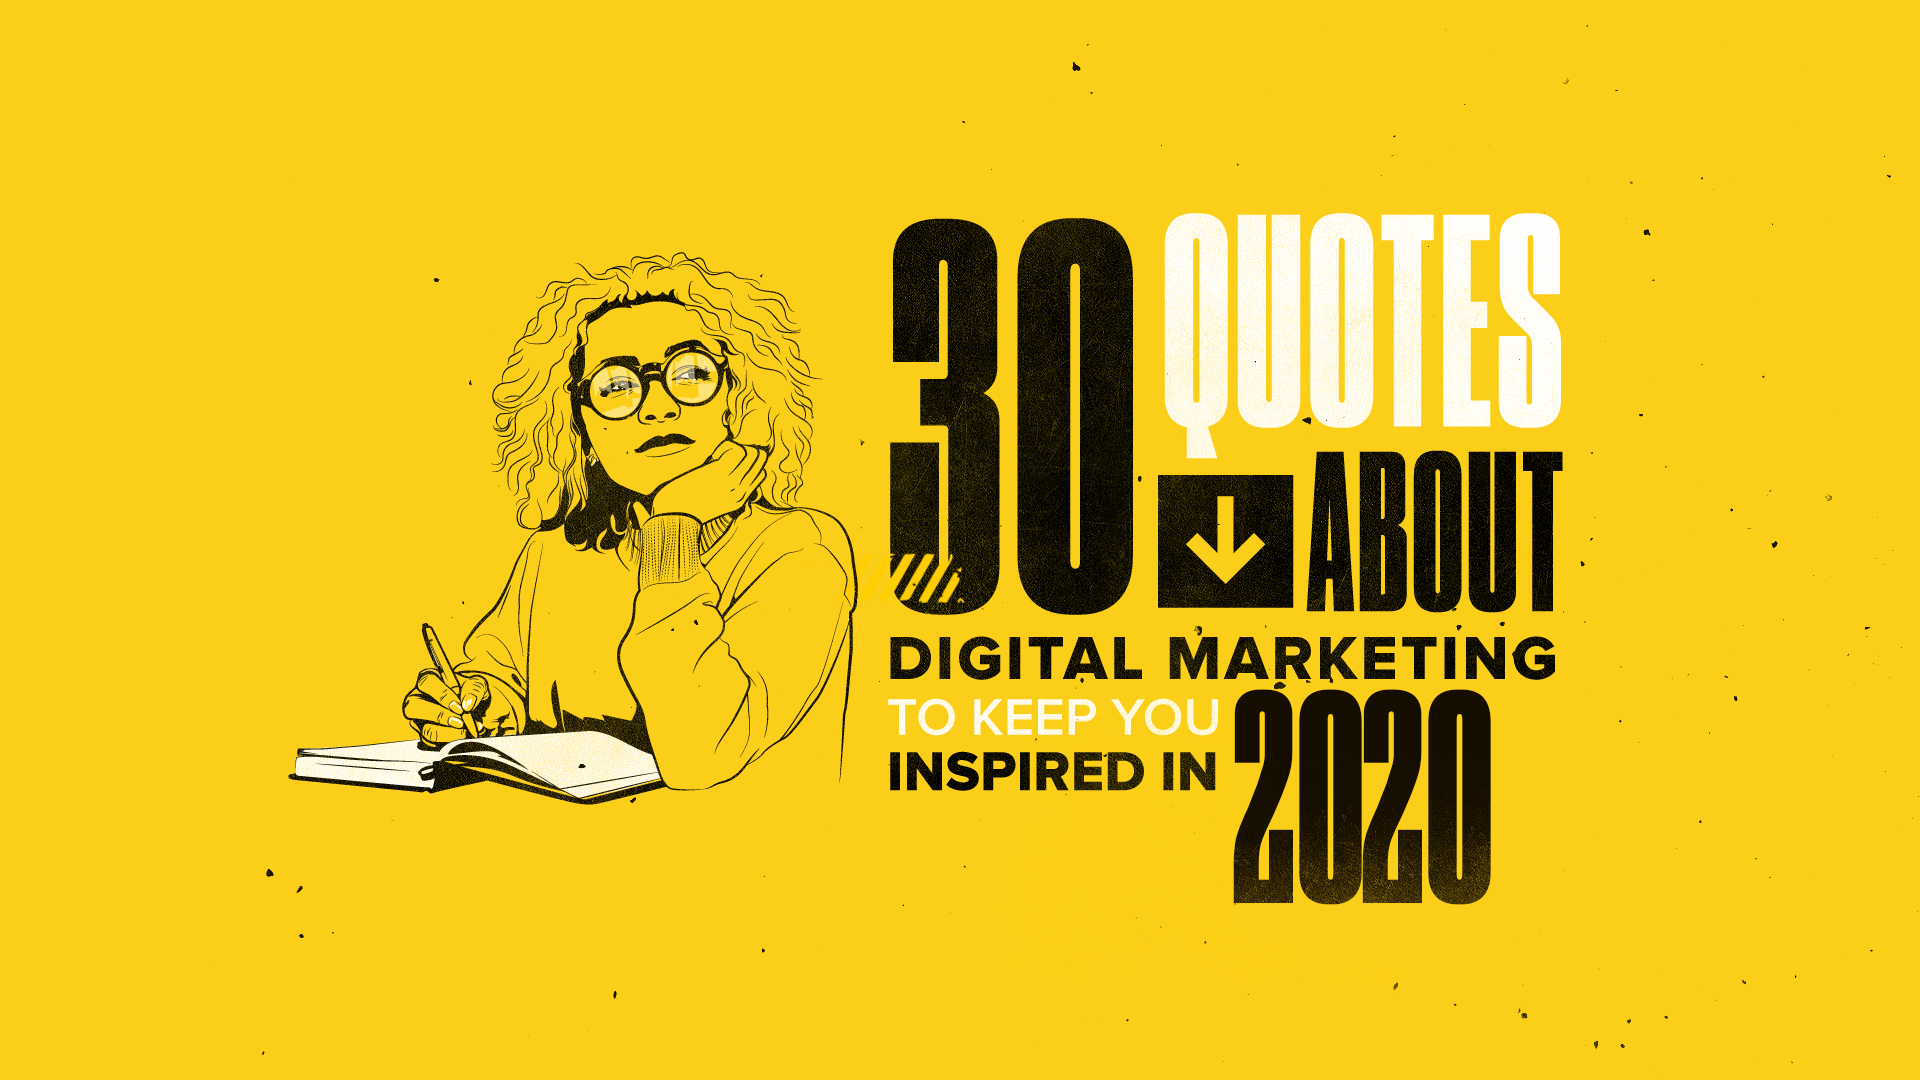 30 QUOTES
ABOUT
DIGITAL MARKETING
TO KEEP YOU
INSPIRED IN 2020